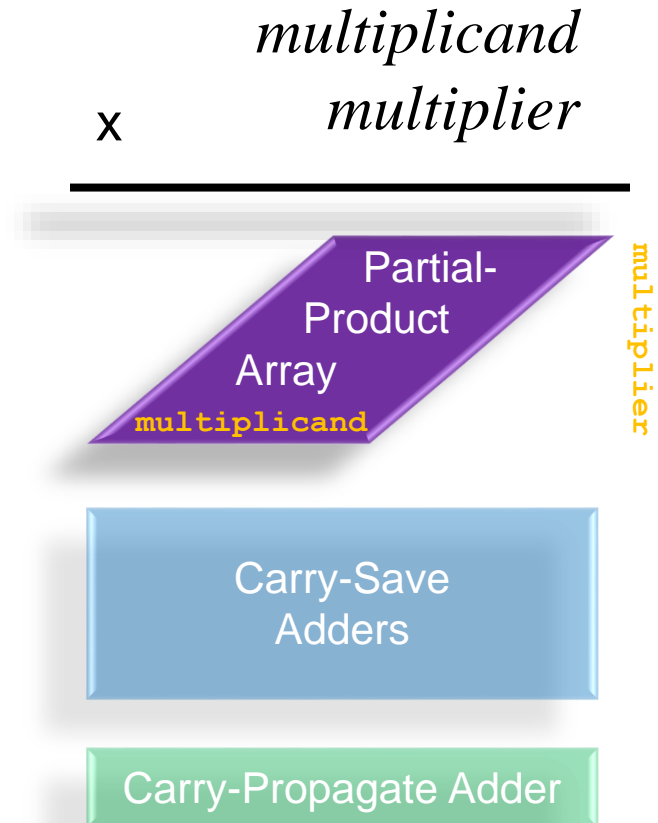 multiplicand
x multiplier
Partial-
Product
Array
multiplicand
multiplier
Carry-Save
Adders
Carry-Propagate Adder